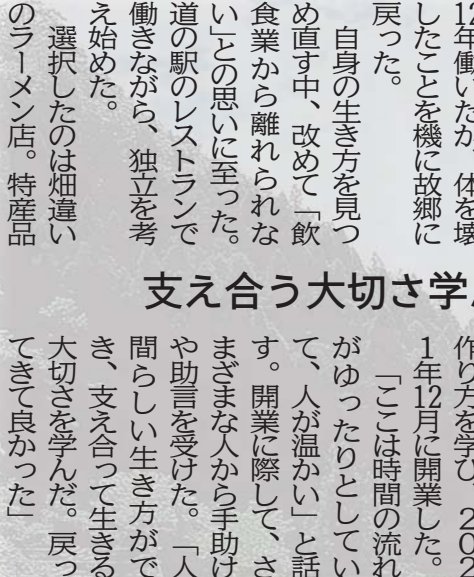 12年働いたが、体を壊
したことを機に故郷に
戻った。
自身の生き方を見つ
め直す中、改めて「飲
食業から離れられな
い」との思いに至った。
道の駅のレストランで
働きながら、独立を考
え始めた。
選択したのは畑違い
のラーメン店。特産品
支え合う大切さ学
作り方を学び、２０２
１年12月に開業した。
「ここは時間の流れ
がゆったりとしてい
て、人が温かい」と話
す。開業に際して、さ
まざまな人から手助け
や助言を受けた。「人
間らしい生き方がで
き、支え合って生きる
大切さを学んだ。戻っ
てきて良かった」